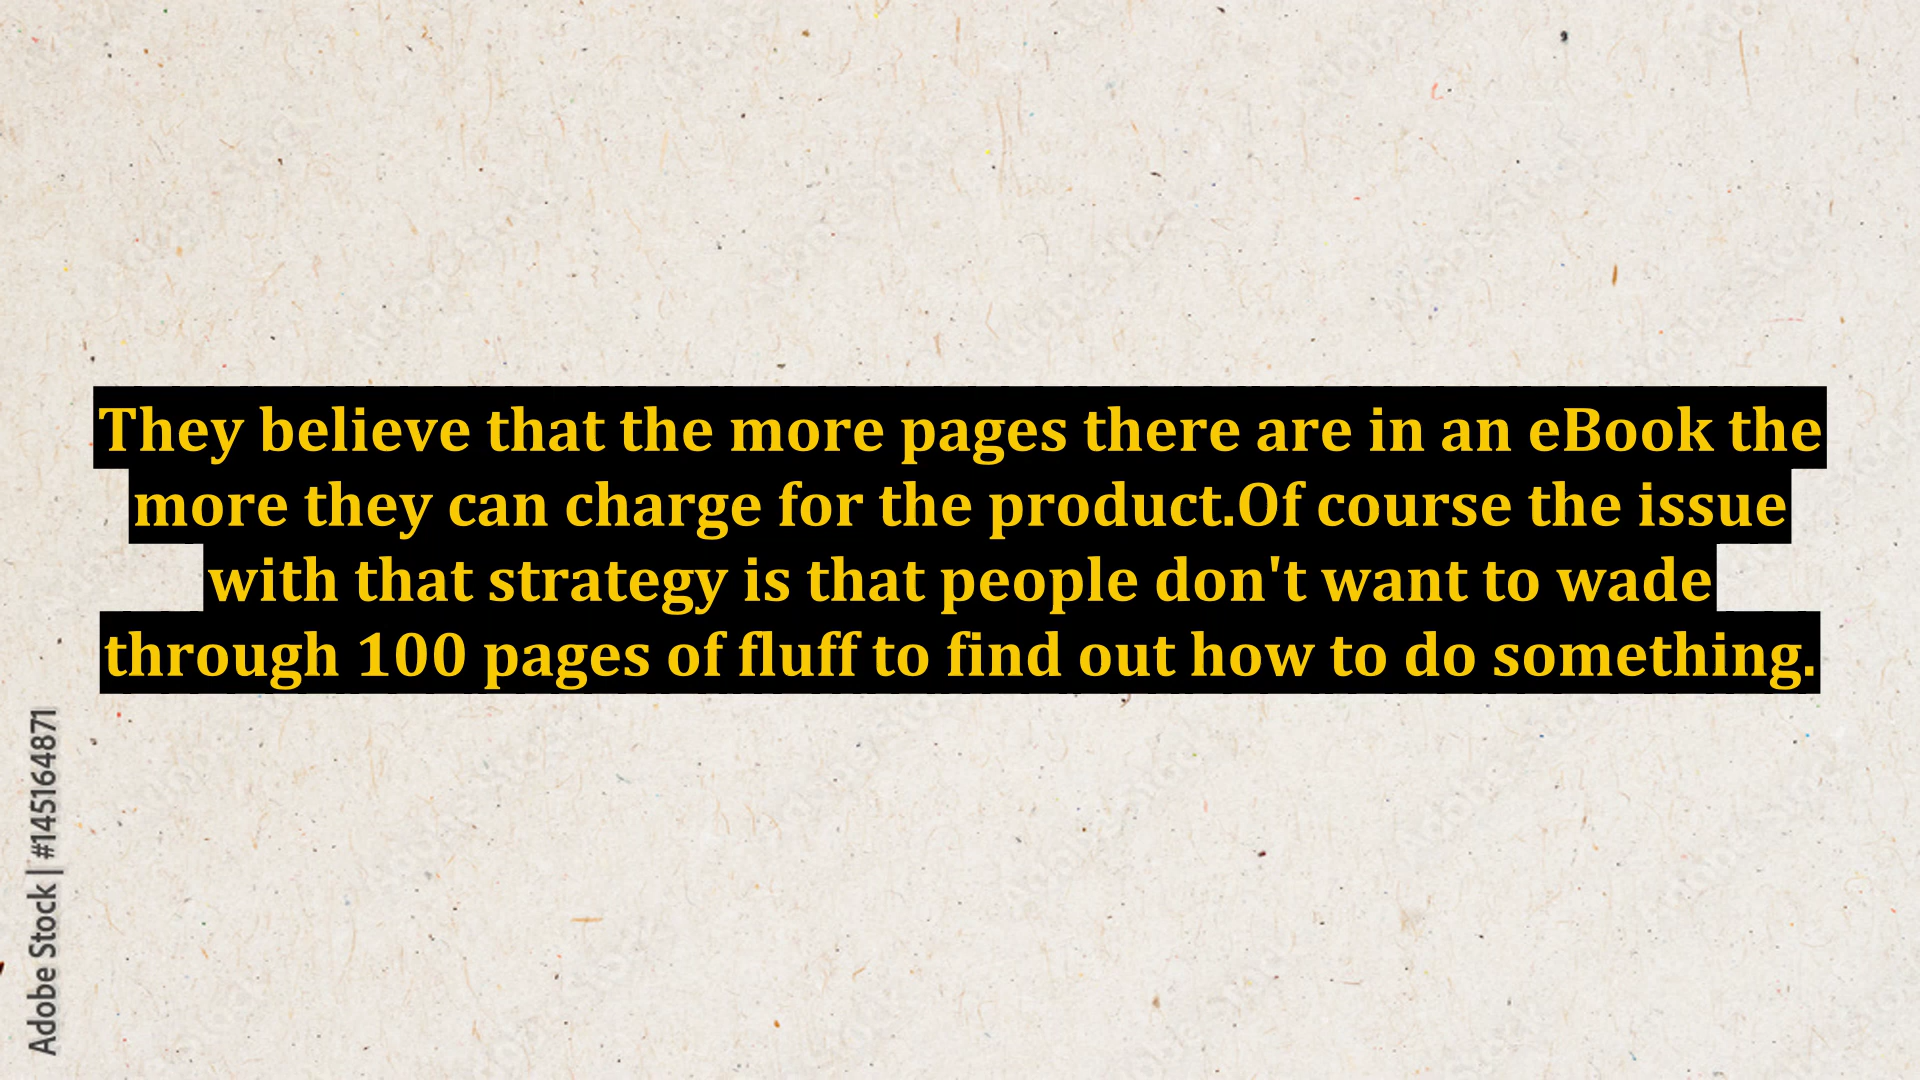 They believe that the more pages there are in an eBook the
more they can charge for the product.Of course the issue
with that strategy is that people don't want to wade
through 100 pages of fluff to find out how to do something.
Adobe Stock | #145164871